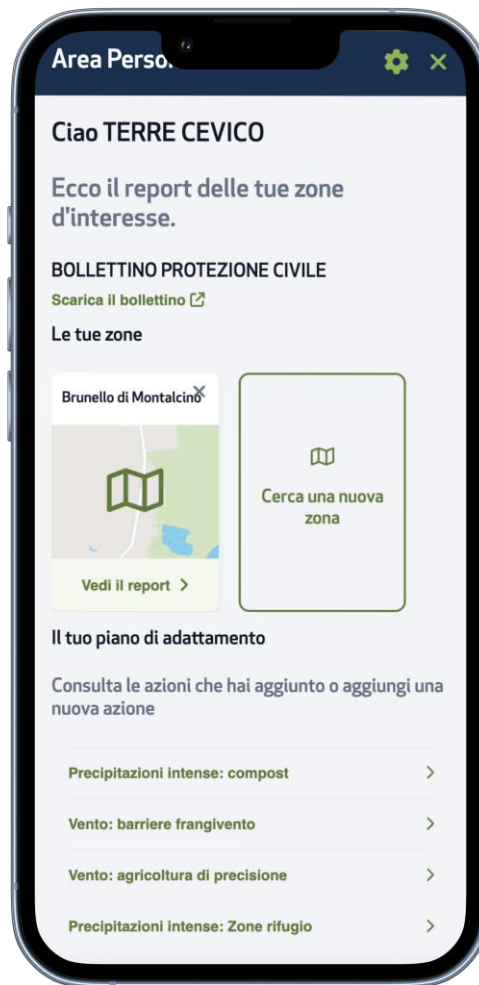 Area Perso
Ciao TERRE CEVICO
Ecco il report delle tue zone
d'interesse.
BOLLETTINO PROTEZIONE CIVILE
Scarica il bollettino
Le tue zone
Brunello di Montalcino
Cerca una nuova
zona
Vedi il report
Il tuo piano di adattamento
Consulta le azioni che hai aggiunto o aggiungi una
nuova azione
Precipitazioni intense: compost
Vento: barriere frangivento
Vento: agricoltura di precisione
Precipitazioni intense: Zone rifugio